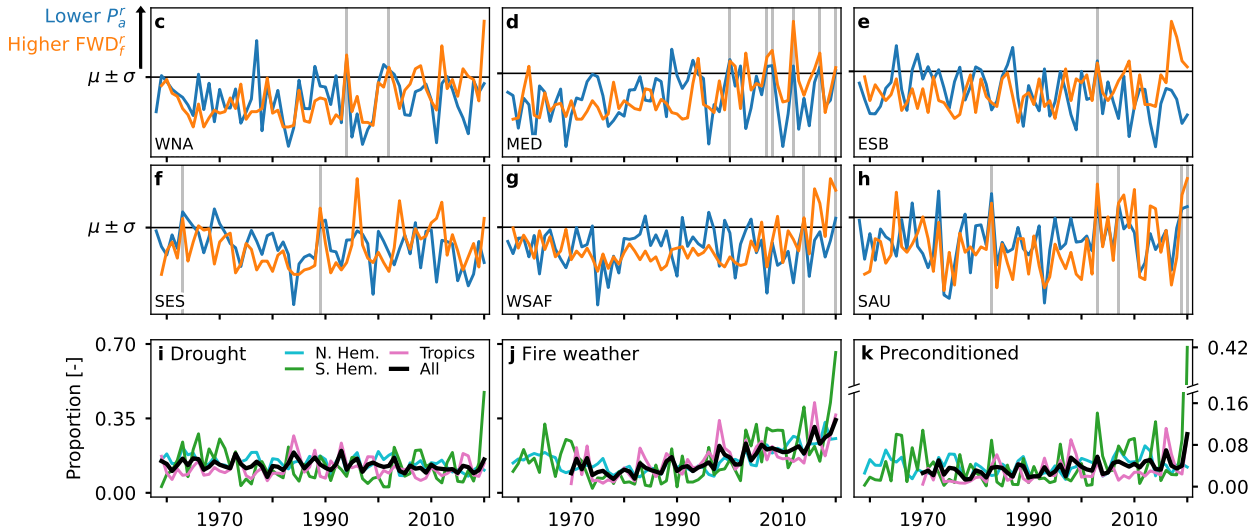 Lower P_a^r
Higher FWD_f^r
μ ± σ
c
WNA
d
MED
e
ESB
μ ± σ
f
SES
g
WSAF
h
SAU
Proportion [-]
0.70
0.35
0.00
i Drought
N. Hem.
S. Hem.
Tropics
All
j Fire weather
k Preconditioned
0.42
0.16
0.08
0.00
1970 1990 2010
1970 1990 2010
1970 1990 2010